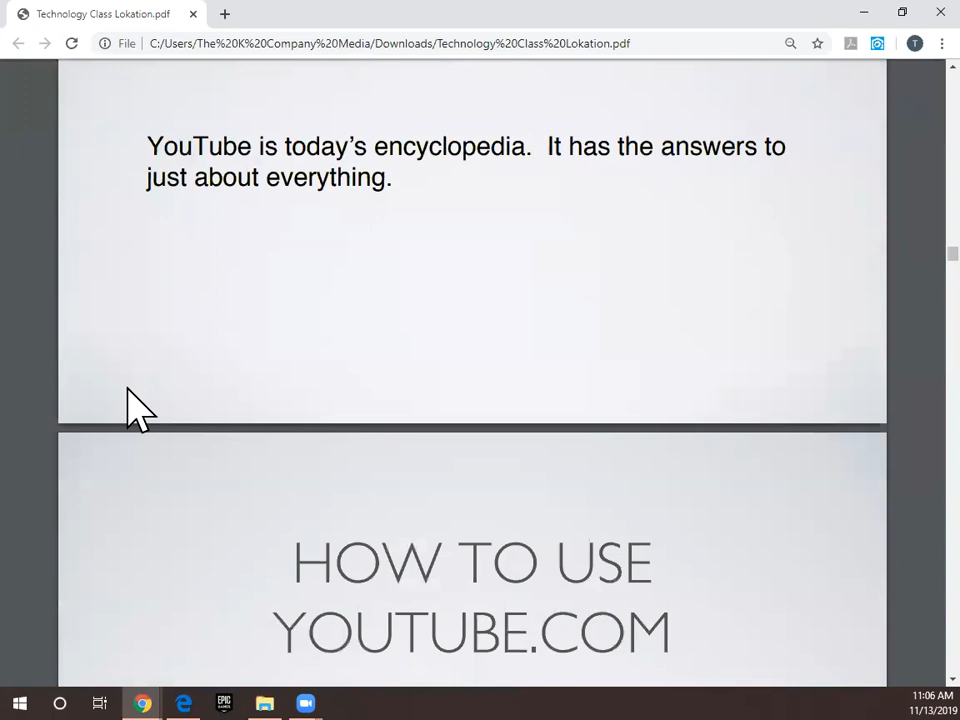 Technology Class Lokation.pdf
File | C:/Users/The%20K%20Company%20Media/Downloads/Technology%20Class%20Lokation.pdf
T
YouTube is today's encyclopedia.  It has the answers to
just about everything.
HOW TO USE
YOUTUBE.COM
EPIC
GAMES
11:06 AM
11/13/2019